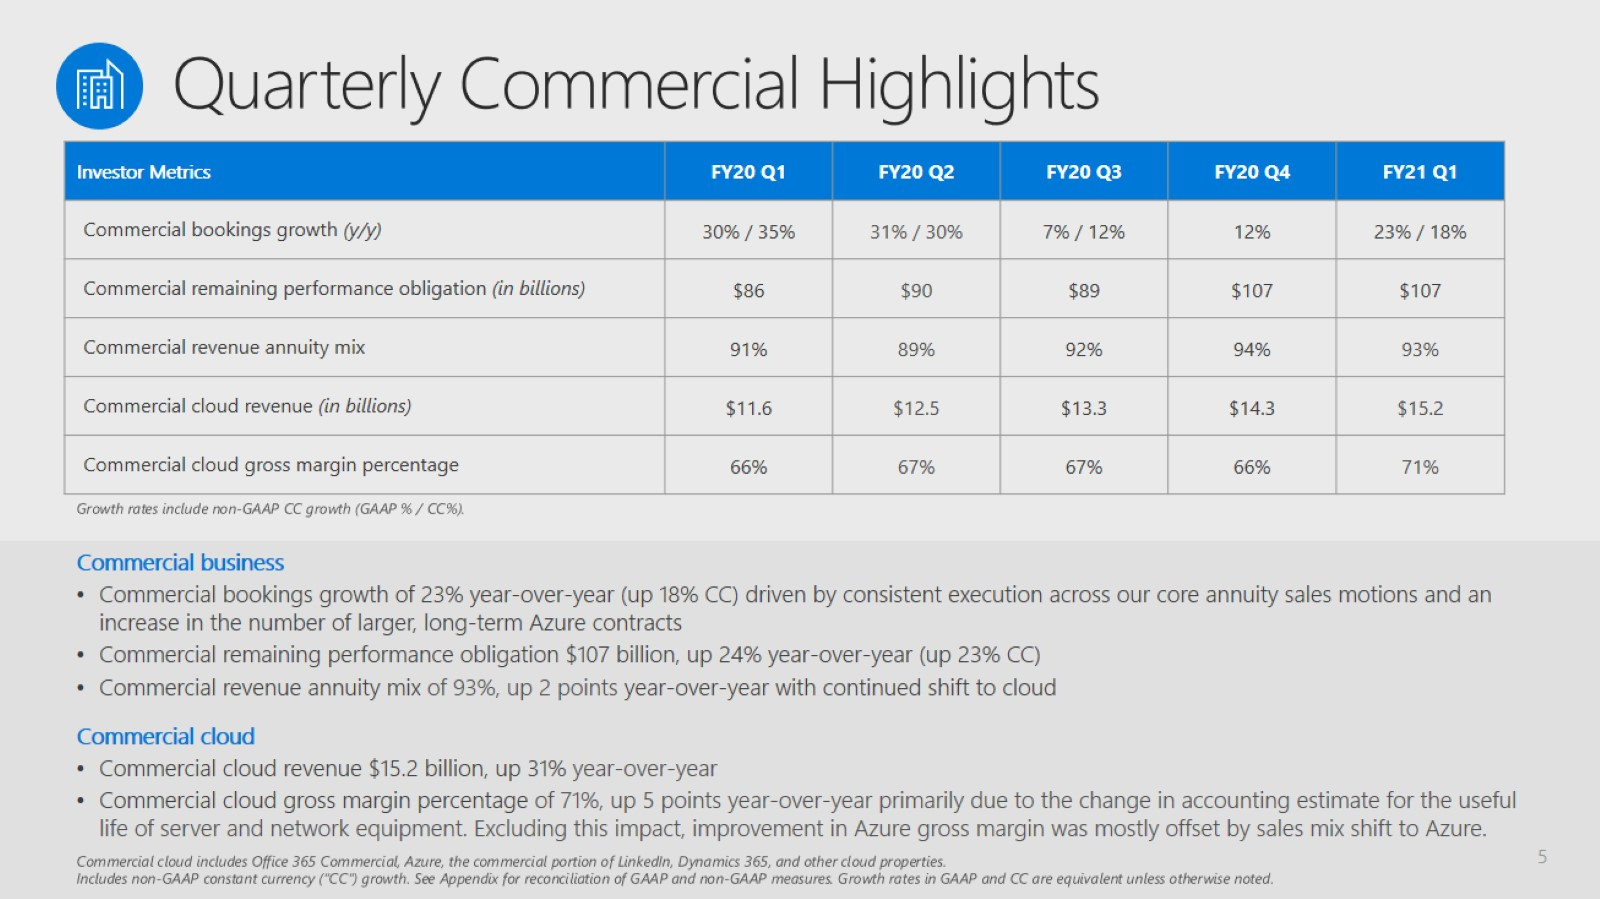 Quarterly Commercial Highlights
Investor Metrics FY20 Q1 FY20 Q2 FY20 Q3 FY20 Q4 FY21 Q1
Commercial bookings growth (y/y) 30% / 35% 31% / 30% 7% / 12% 12% 23% / 18%
Commercial remaining performance obligation (in billions) $86 $90 $89 $107 $107
Commercial revenue annuity mix 91% 89% 92% 94% 93%
Commercial cloud revenue (in billions) $11.6 $12.5 $13.3 $14.3 $15.2
Commercial cloud gross margin percentage 66% 67% 67% 66% 71%
Growth rates include non-GAAP CC growth (GAAP % / CC%).
Commercial business
• Commercial bookings growth of 23% year-over-year (up 18% CC) driven by consistent execution across our core annuity sales motions and an
increase in the number of larger, long-term Azure contracts
• Commercial remaining performance obligation $107 billion, up 24% year-over-year (up 23% CC)
• Commercial revenue annuity mix of 93%, up 2 points year-over-year with continued shift to cloud
Commercial cloud
• Commercial cloud revenue $15.2 billion, up 31% year-over-year
• Commercial cloud gross margin percentage of 71%, up 5 points year-over-year primarily due to the change in accounting estimate for the useful
life of server and network equipment. Excluding this impact, improvement in Azure gross margin was mostly offset by sales mix shift to Azure.
Commercial cloud includes Office 365 Commercial, Azure, the commercial portion of LinkedIn, Dynamics 365, and other cloud properties.
Includes non-GAAP constant currency ("CC") growth. See Appendix for reconciliation of GAAP and non-GAAP measures. Growth rates in GAAP and CC are equivalent unless otherwise noted.
5